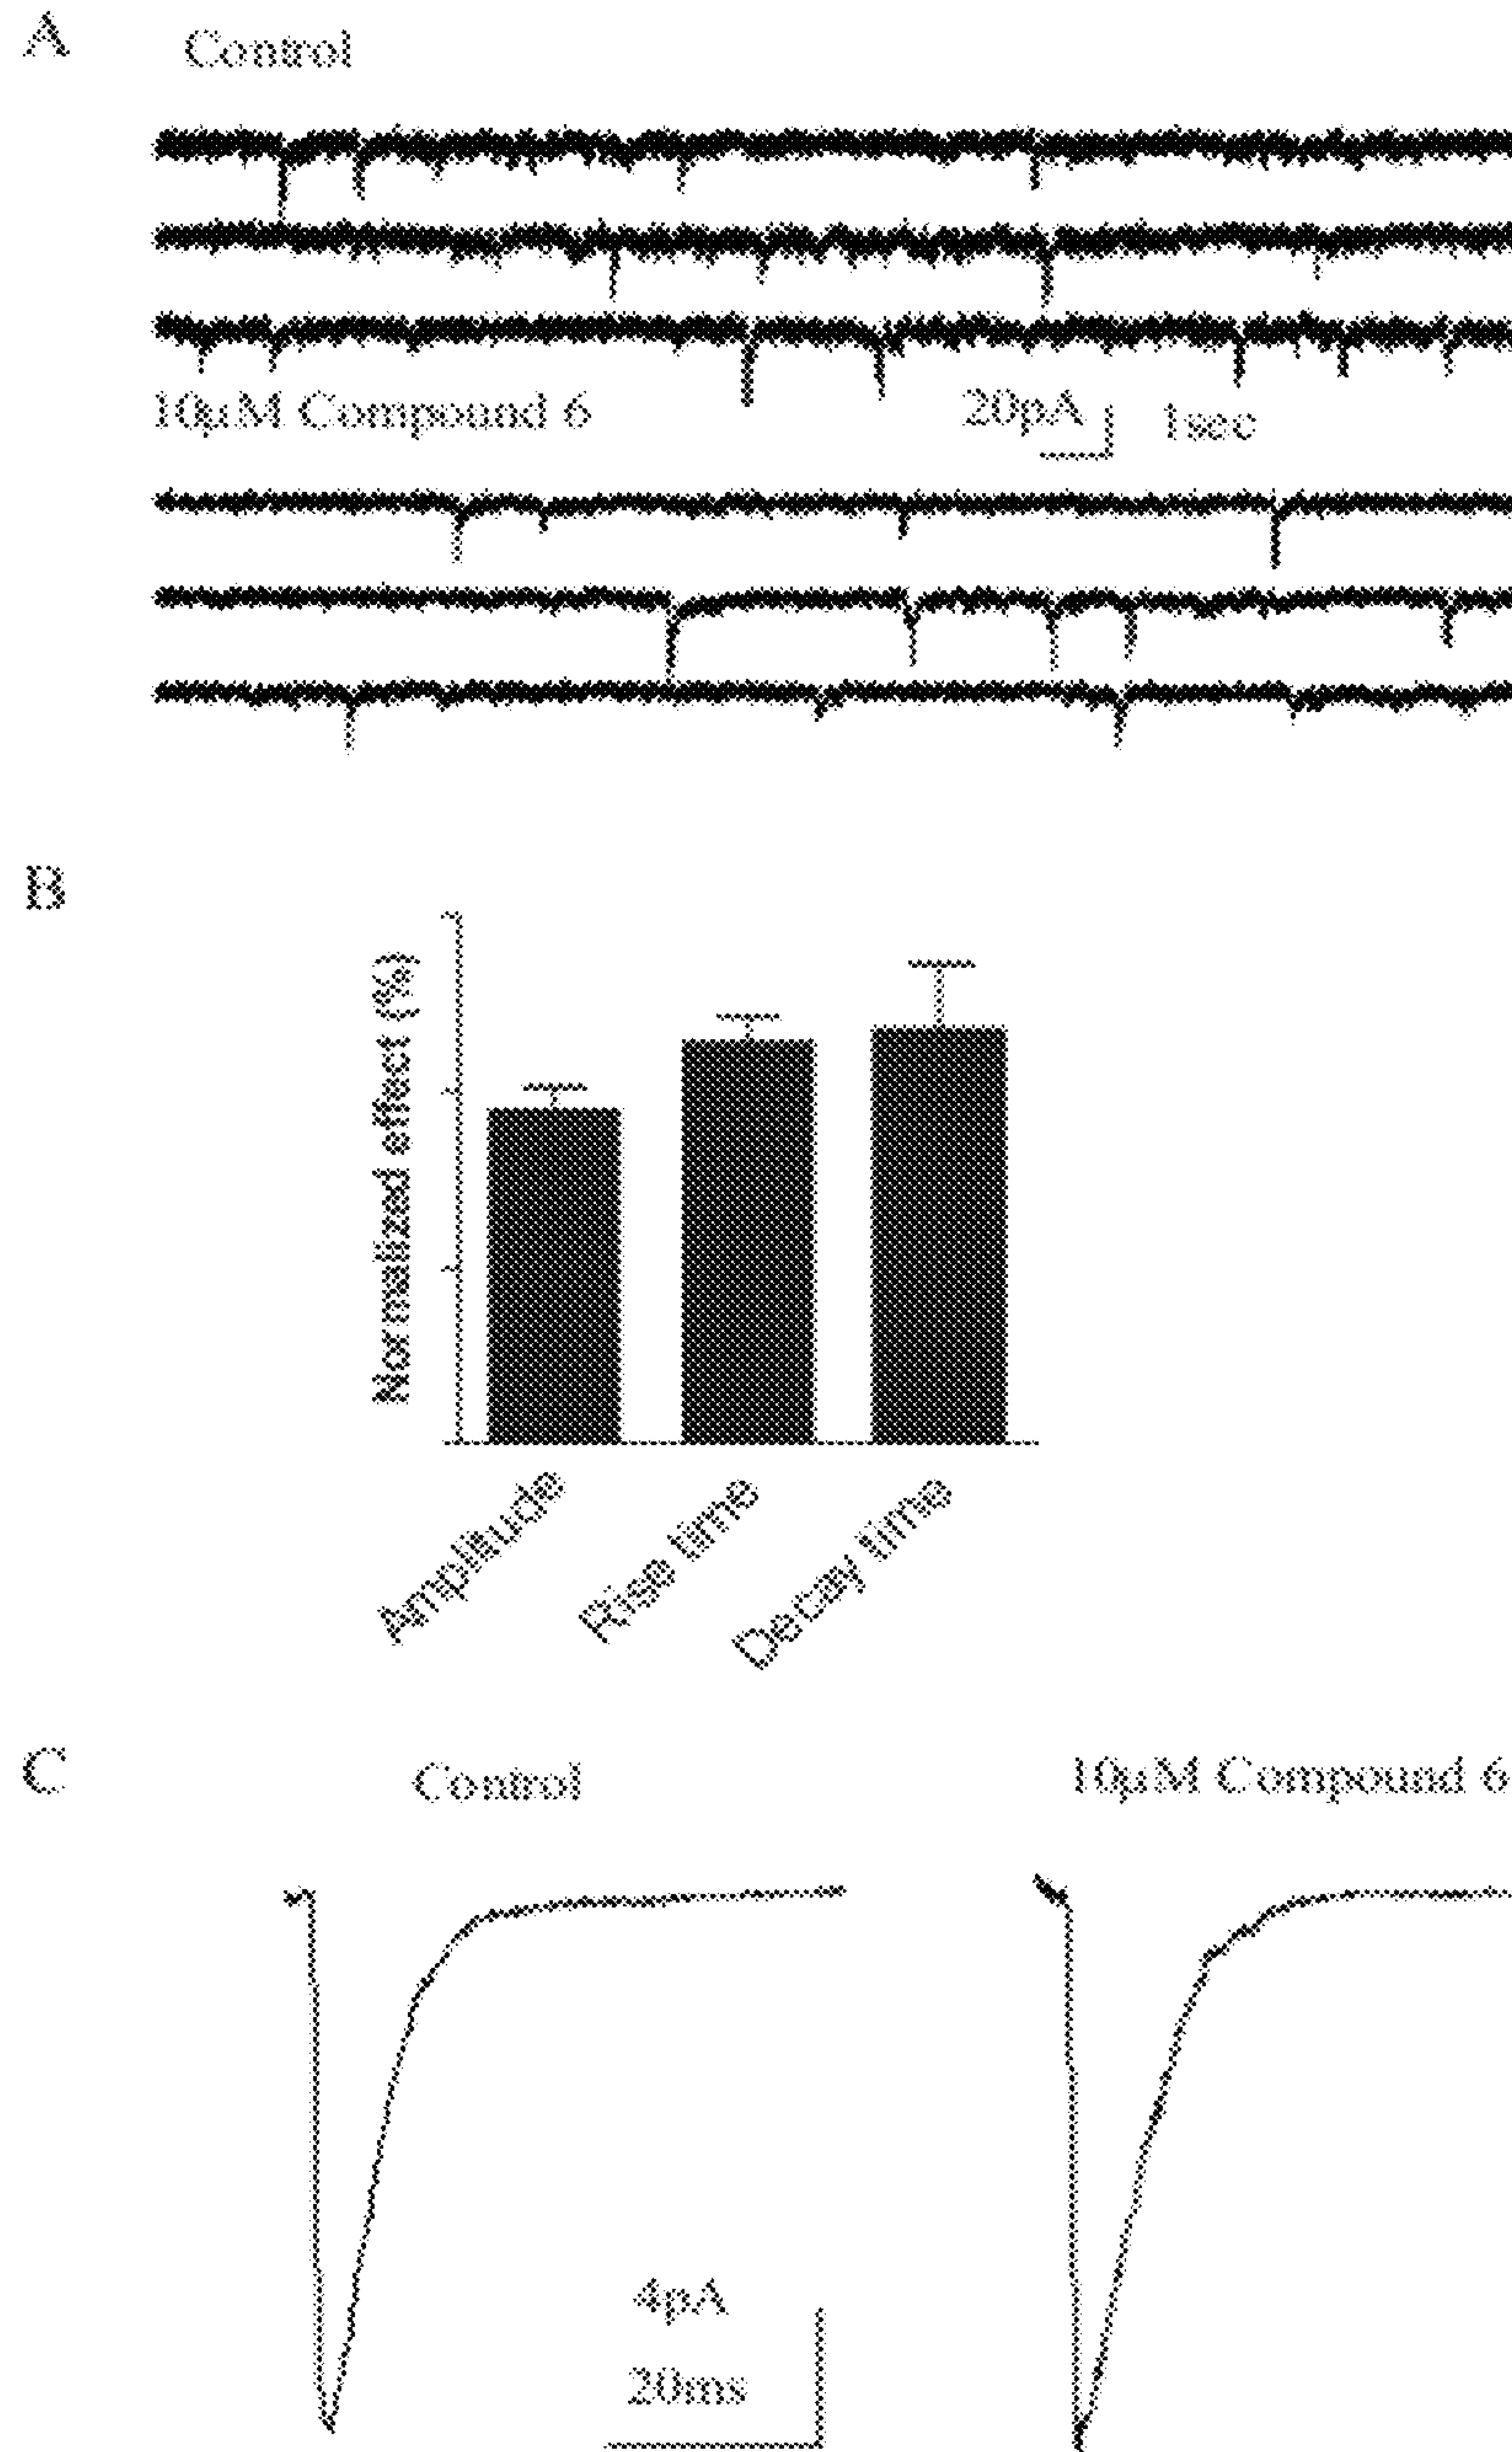 A
Control
10µM Compound 6
20pA
1sec
B
Normalized effect (%)
Amplitude
Rise time
Decay time
C
Control
10µM Compound 6
4pA
20ms